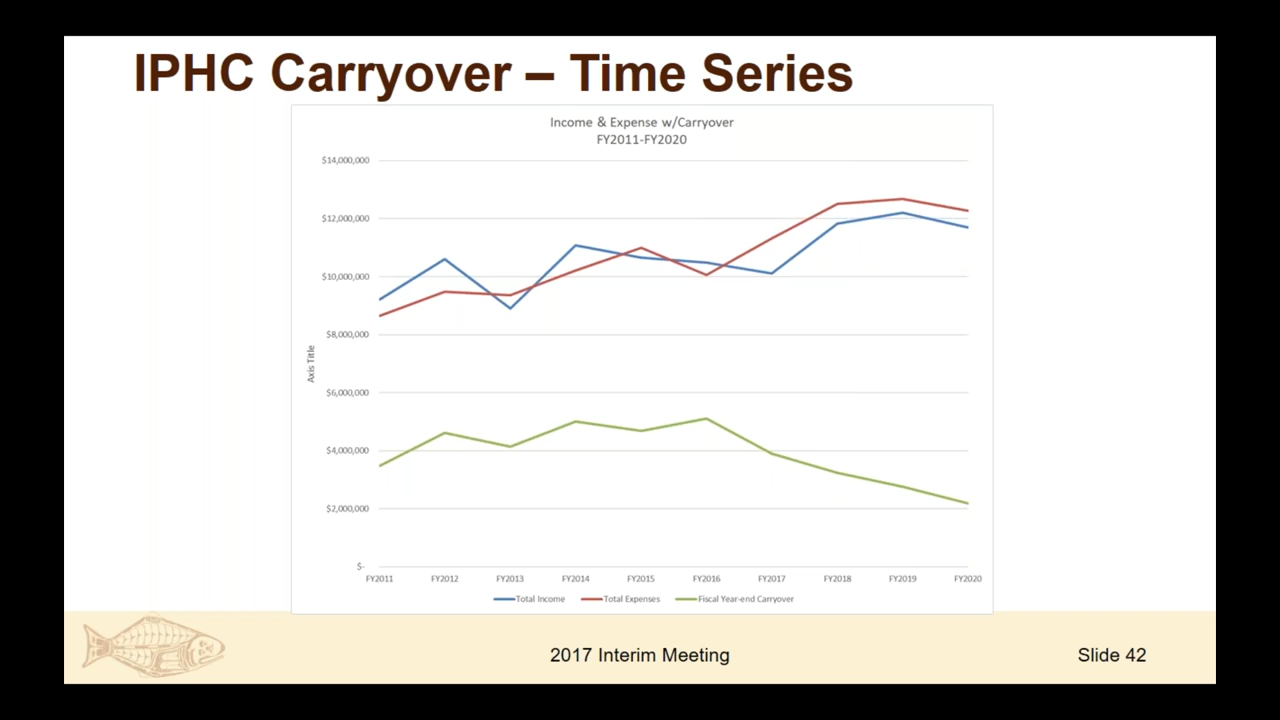 IPHC Carryover – Time Series
Income & Expense w/Carryover
FY2011-FY2020
$14,000,000
$12,000,000
$10,000,000
$8,000,000
$6,000,000
$4,000,000
$2,000,000
$-
Axis Title
FY2011 FY2012 FY2013 FY2014 FY2015 FY2016 FY2017 FY2018 FY2019 FY2020
Total Income Total Expenses Fiscal Year-end Carryover
2017 Interim Meeting
Slide 42